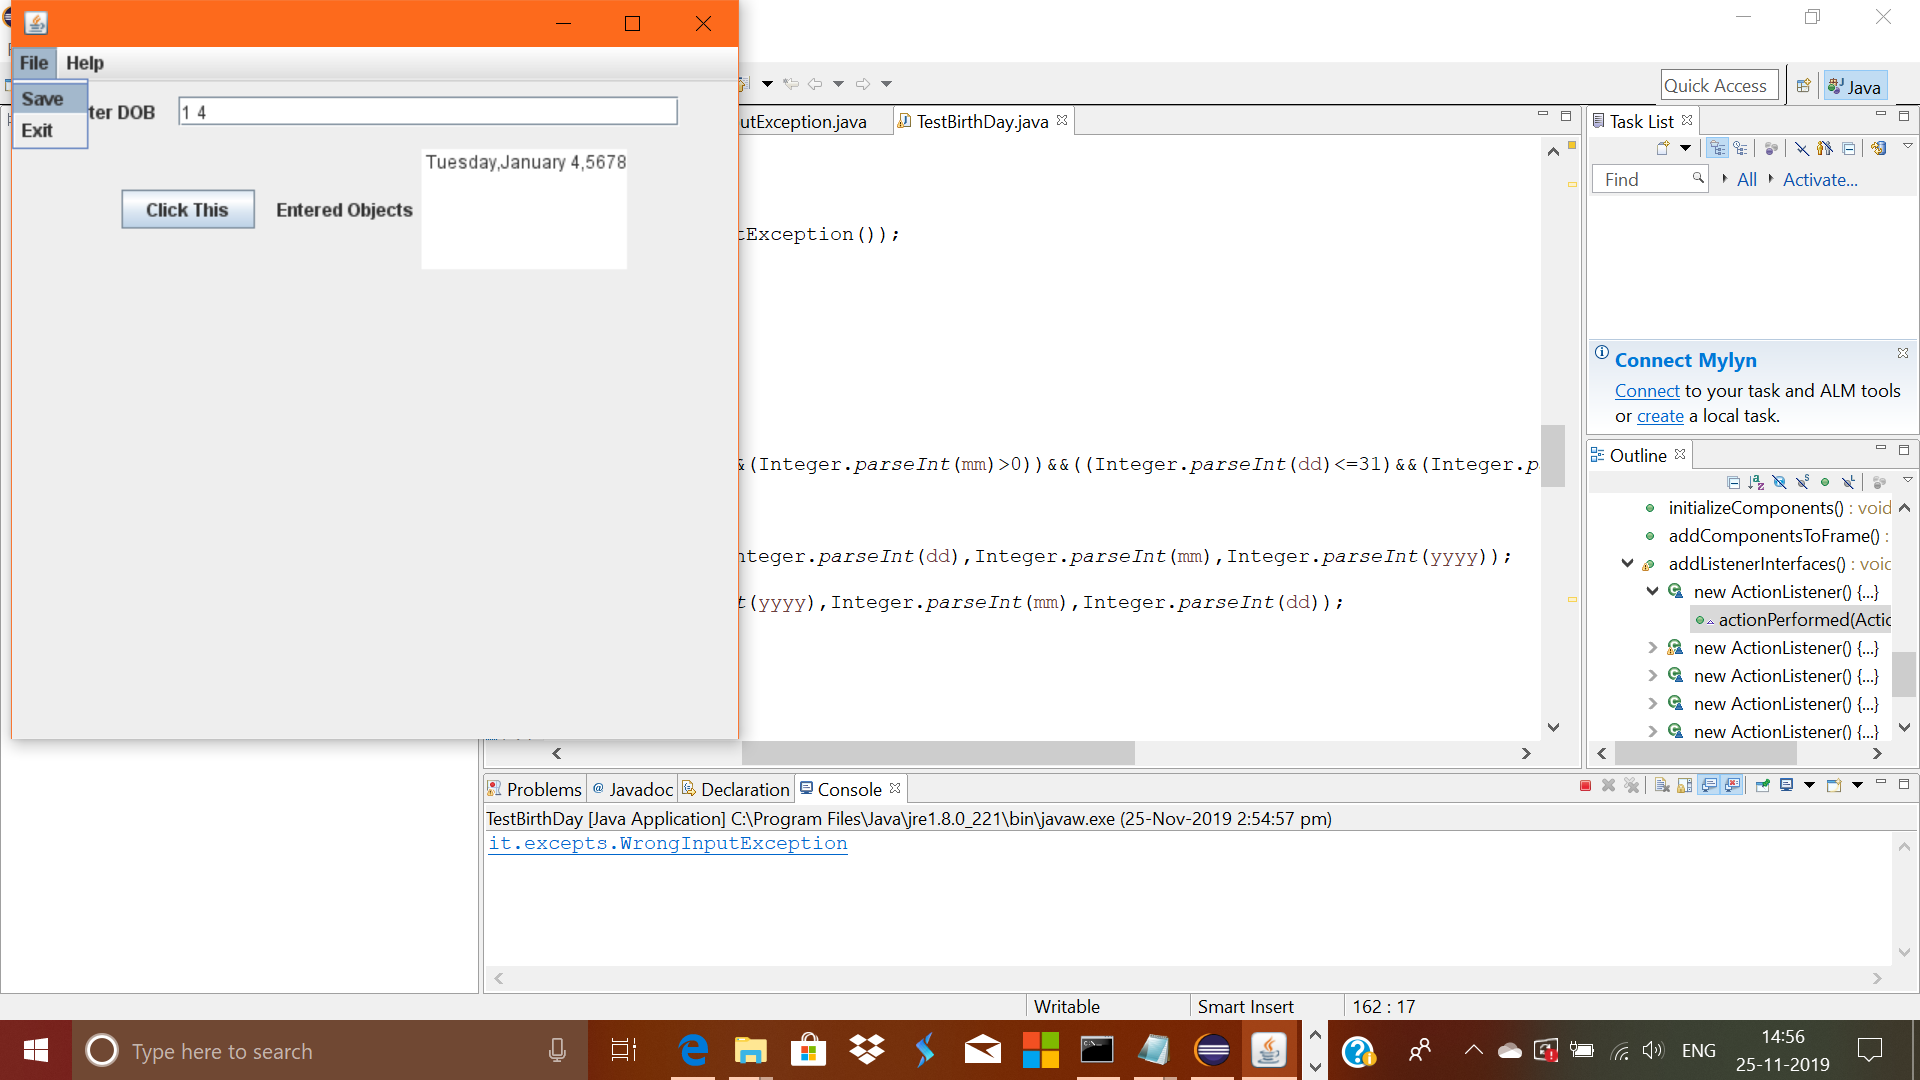 File Help
Save
Exit
ter DOB
1 4
Tuesday,January 4,5678
Click This
Entered Objects
Quick Access
Java
utException.java
TestBirthDay.java
tException());
&(Integer.parseInt(mm)>0))&&((Integer.parseInt(dd)<=31)&&(Integer.p
nteger.parseInt(dd),Integer.parseInt(mm),Integer.parseInt(yyyy));
t(yyyy),Integer.parseInt(mm),Integer.parseInt(dd));
Task List
Find
All
Activate...
Connect Mylyn
Connect to your task and ALM tools
or create a local task.
Outline
initializeComponents() : void
addComponentsToFrame() :
addListenerInterfaces() : void
new ActionListener() {...}
actionPerformed(Actic
new ActionListener() {...}
new ActionListener() {...}
new ActionListener() {...}
new ActionListener() {...}
Problems
@ Javadoc
Declaration
Console
TestBirthDay [Java Application] C:\Program Files\Java\jre1.8.0_221\bin\javaw.exe (25-Nov-2019 2:54:57 pm)
it.excepts.WrongInputException
Writable
Smart Insert
162 : 17
Type here to search
ENG
14:56
25-11-2019